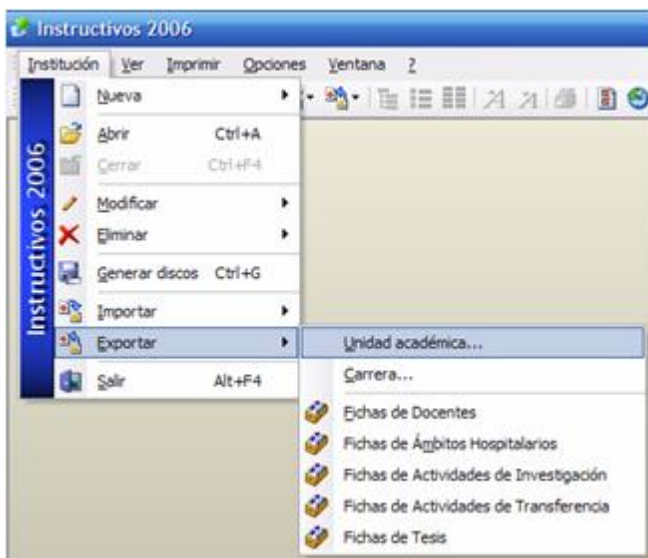 Instructivos 2006
Institución Ver Imprimir Opciones Ventana ?
Instructivos 2006
Nueva
Abrir Ctrl+A
Cerrar Ctrl+F4
Modificar
Eliminar
Generar discos Ctrl+G
Importar
Exportar
Salir Alt+F4
Unidad académica...
Carrera...
Fichas de Docentes
Fichas de Ámbitos Hospitalarios
Fichas de Actividades de Investigación
Fichas de Actividades de Transferencia
Fichas de Tesis